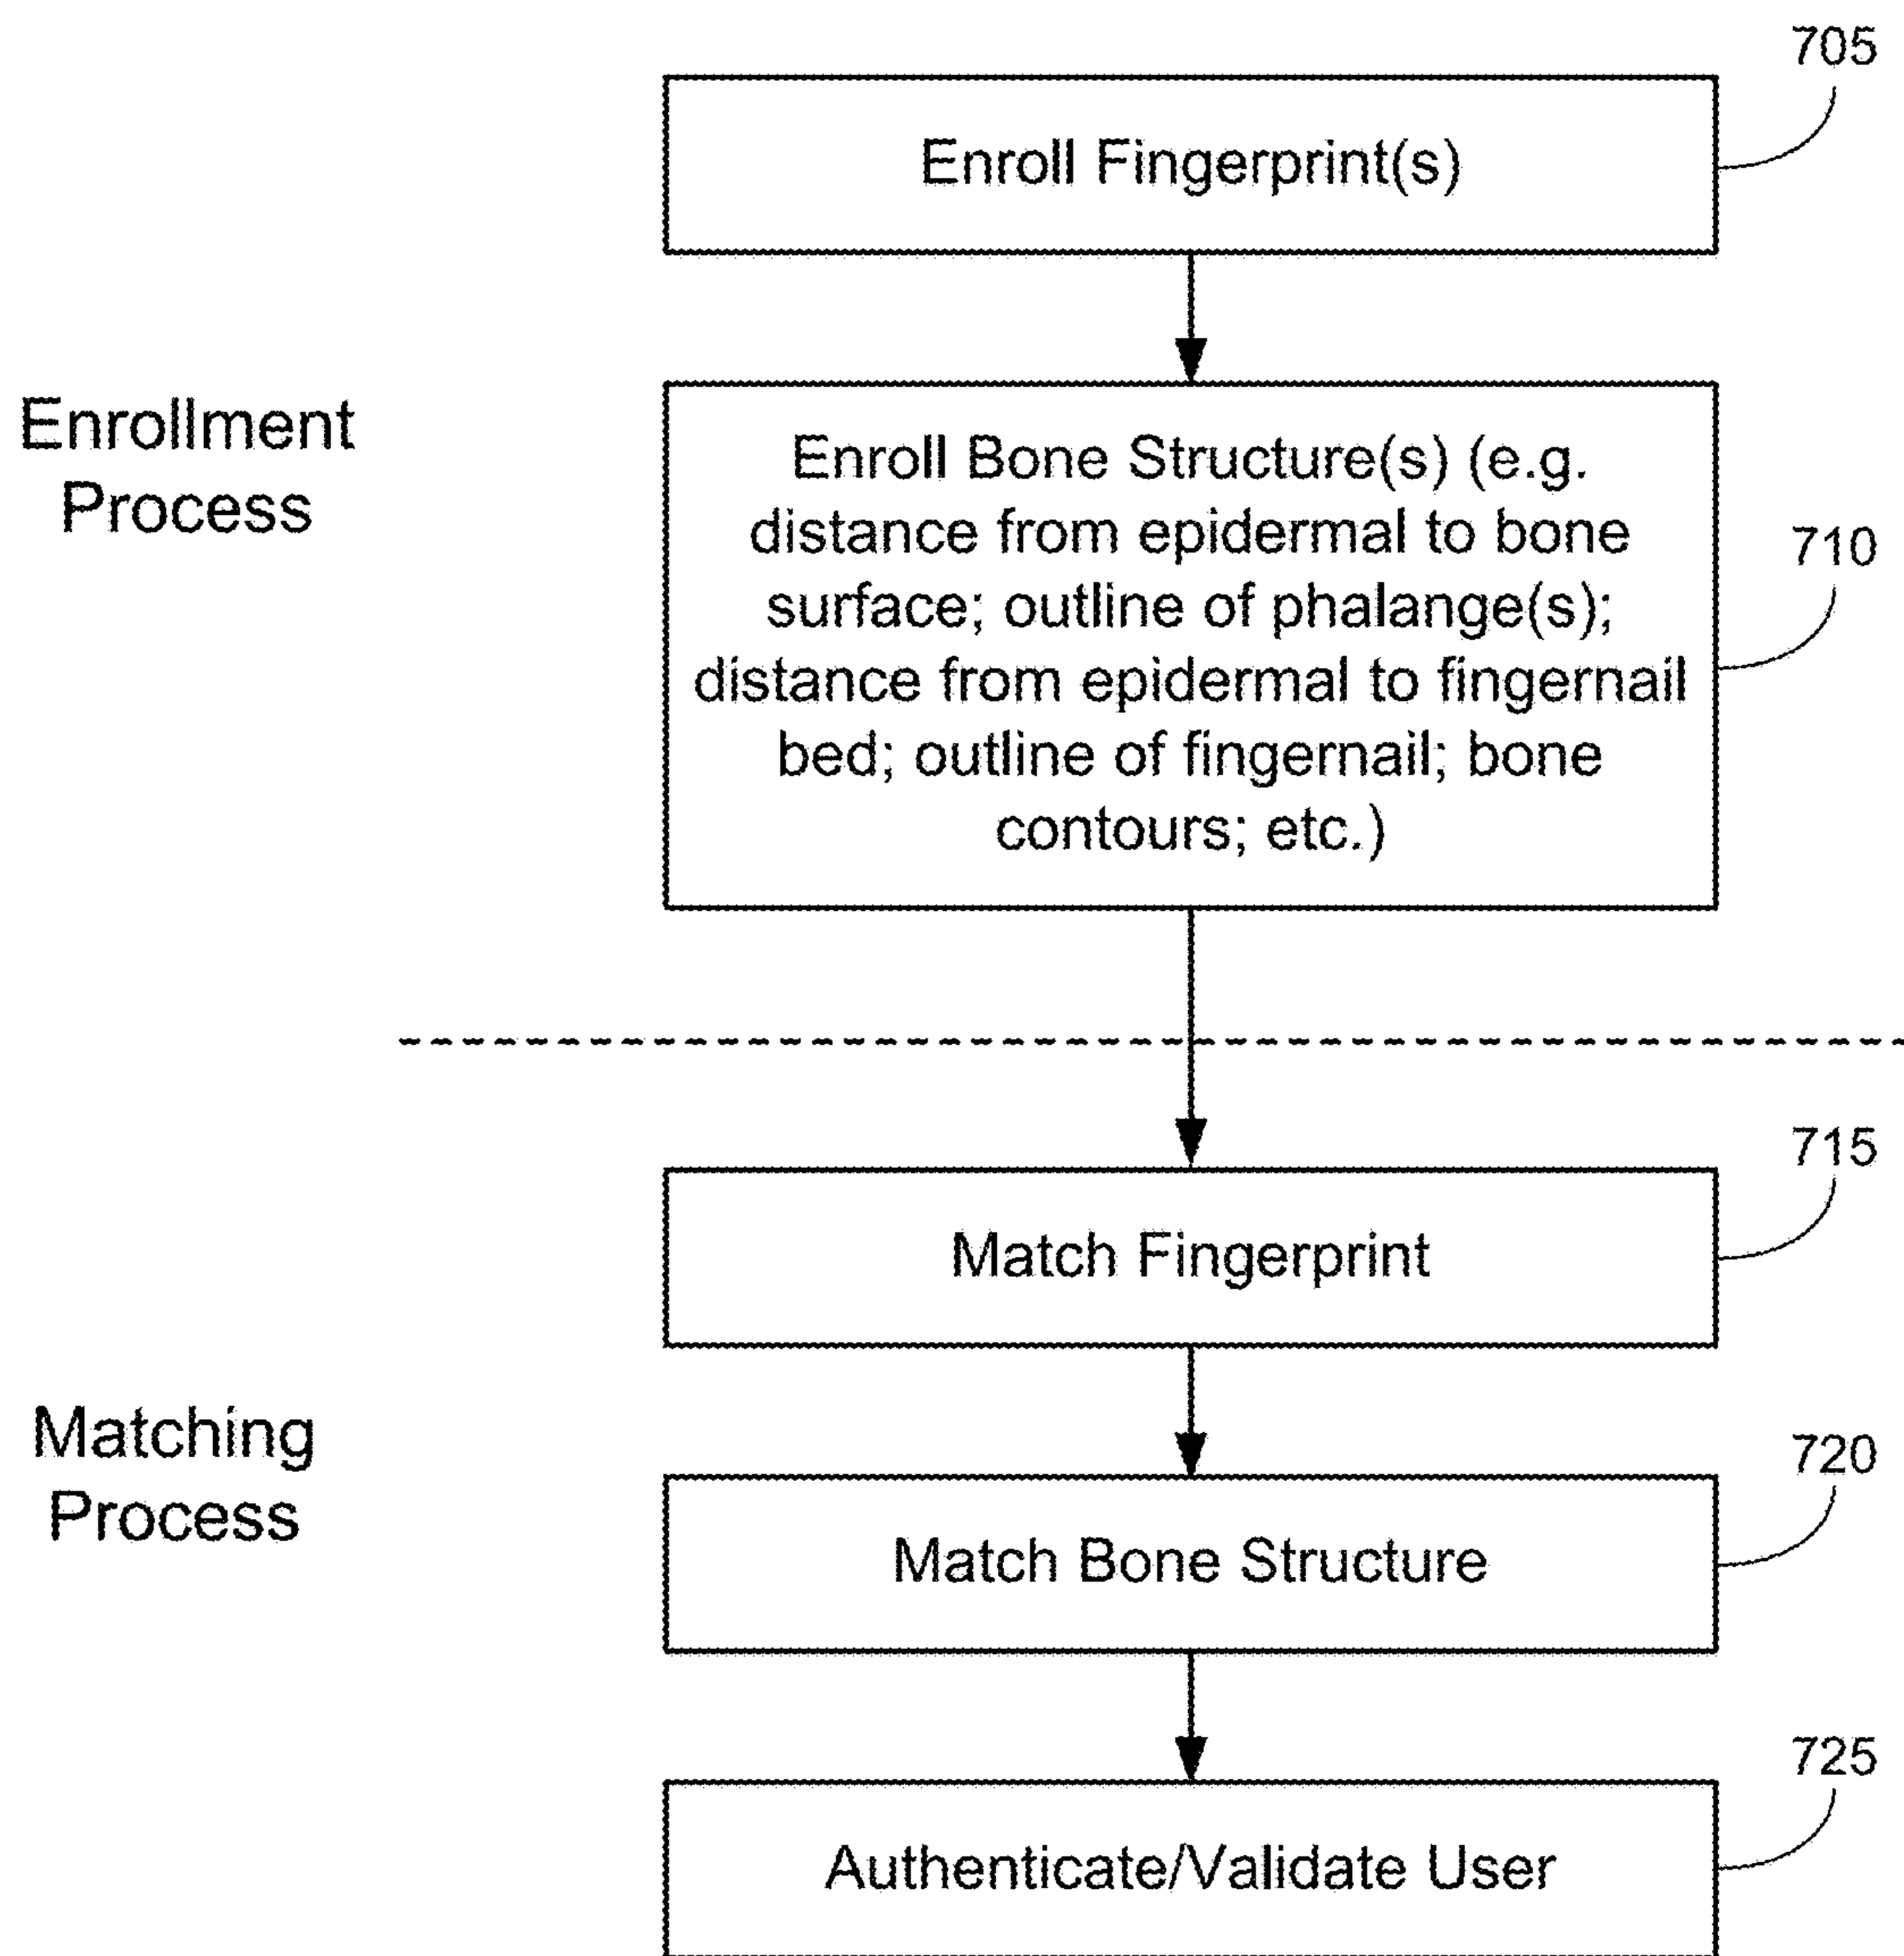 705
Enroll Fingerprint(s)
Enrollment
Process
Enroll Bone Structure(s) (e.g.
distance from epidermal to bone
surface; outline of phalange(s);
distance from epidermal to fingernail
bed; outline of fingernail; bone
contours; etc.)
710
715
Match Fingerprint
Matching
Process
720
Match Bone Structure
725
Authenticate/Validate User